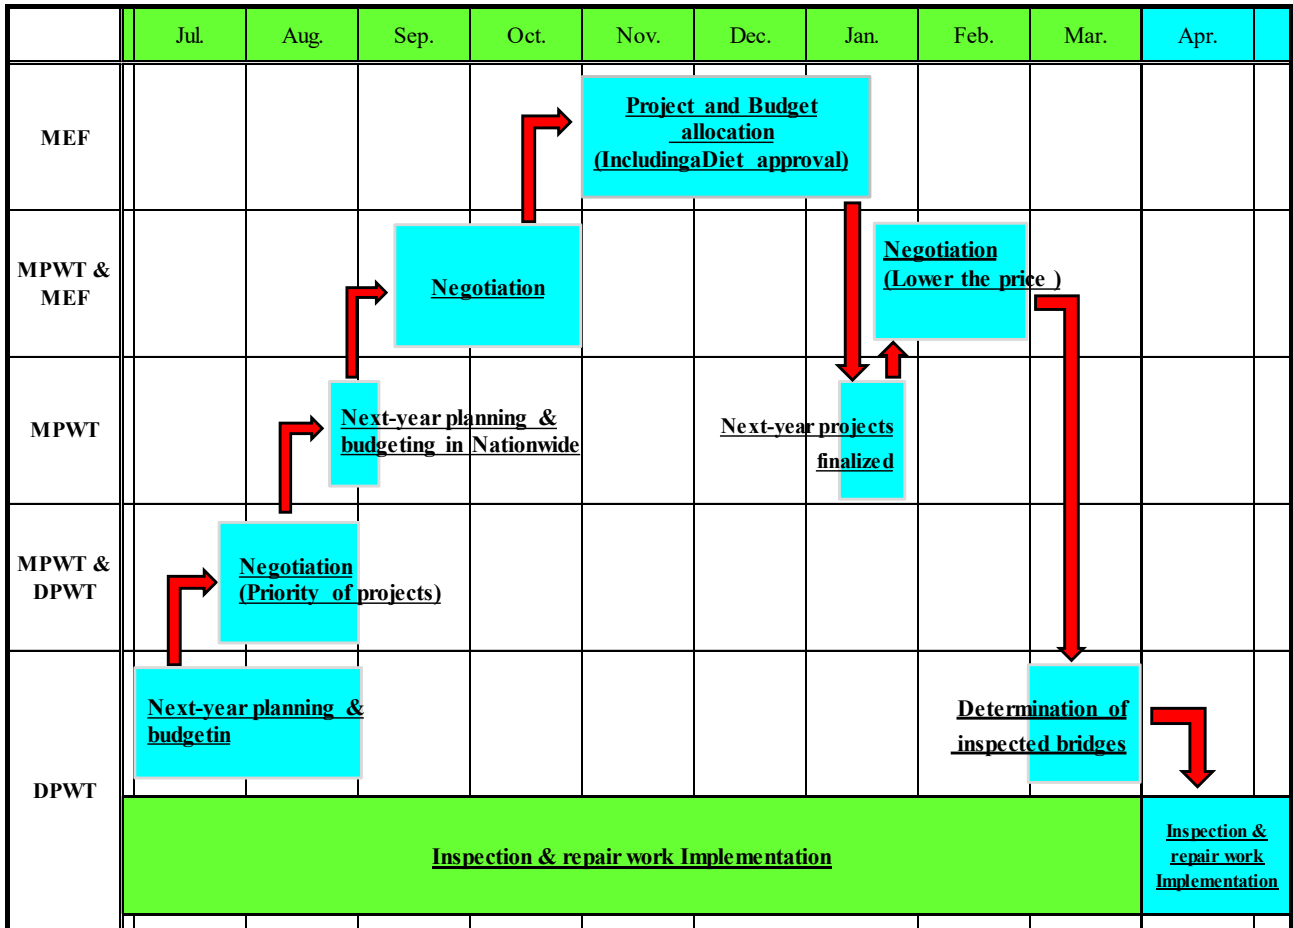 Jul. Aug. Sep. Oct. Nov. Dec. Jan. Feb. Mar. Apr.
MEF
Project and Budget
allocation
(IncludingaDiet approval)
MPWT &
MEF
Negotiation
Negotiation
(Lower the price )
MPWT
Next-year planning &
budgeting in Nationwide
Next-year projects
finalized
MPWT &
DPWT
Negotiation
(Priority of projects)
DPWT
Next-year planning &
budgetin
Determination of
inspected bridges
Inspection & repair work Implementation
Inspection &
repair work
Implementation